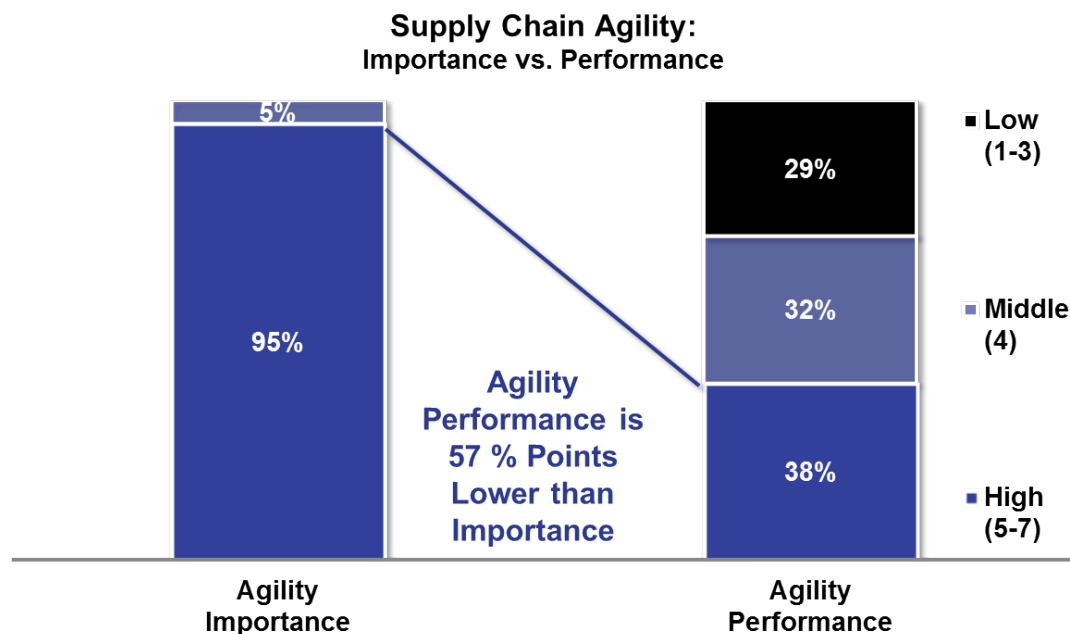 Supply Chain Agility:
Importance vs. Performance
5%
95%
Agility
Performance is
57 % Points
Lower than
Importance
29%
32%
38%
Low
(1-3)
Middle
(4)
High
(5-7)
Agility
Importance
Agility
Performance